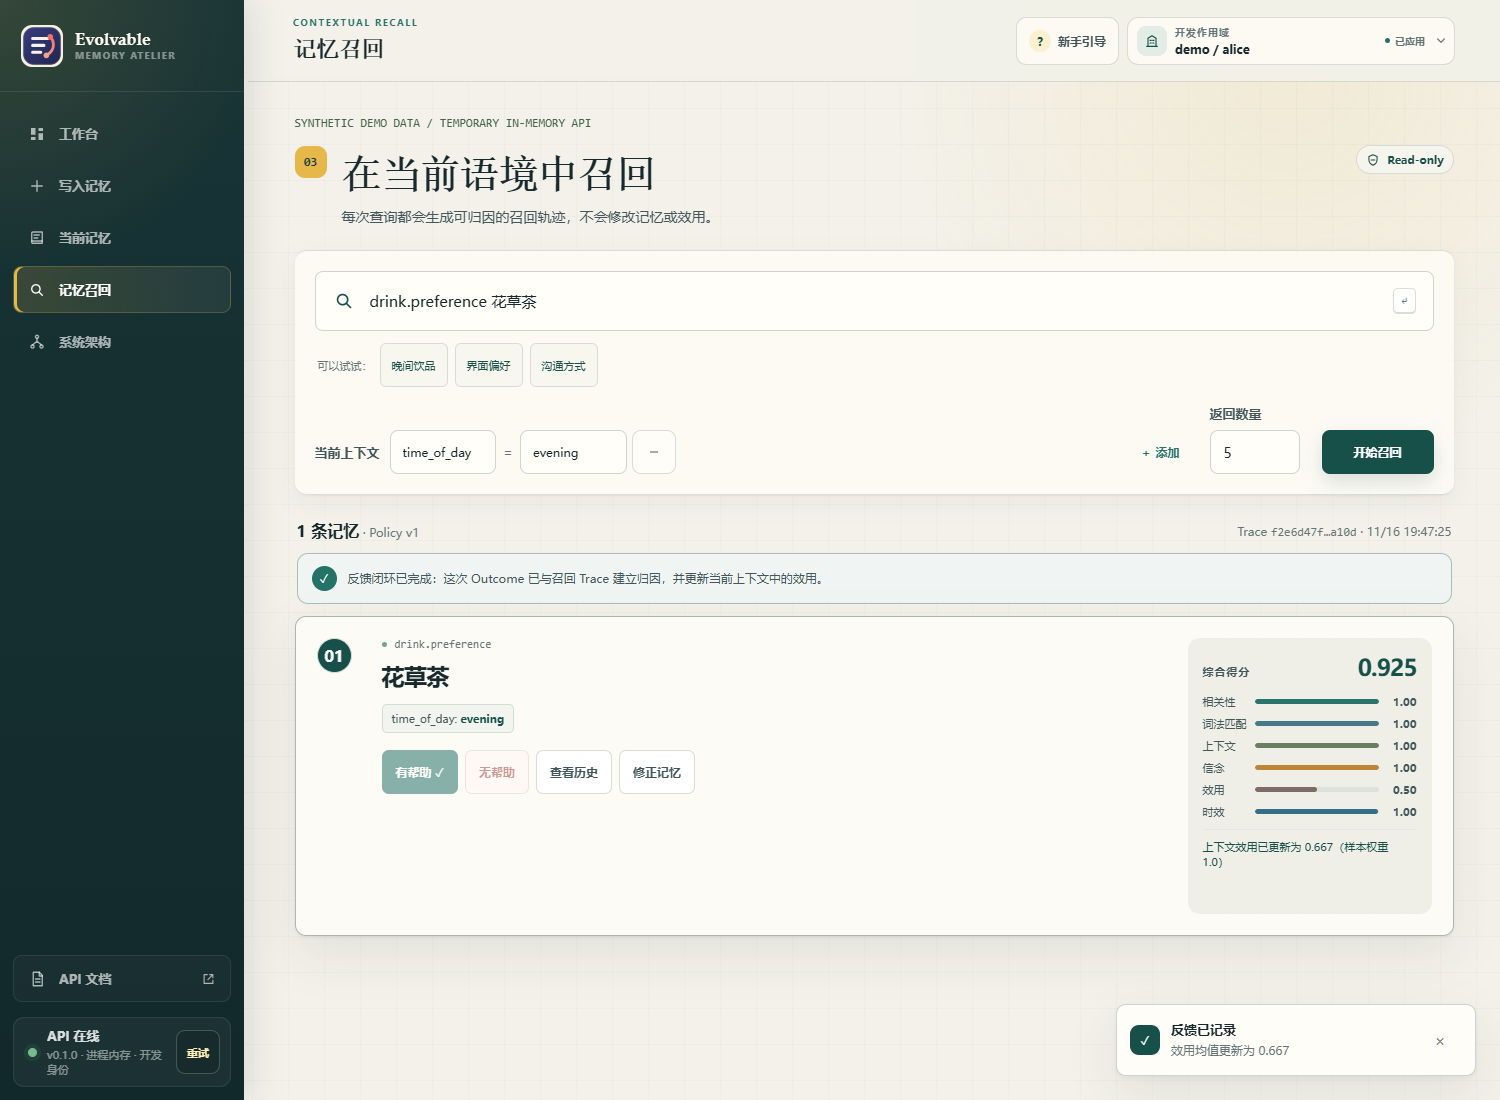 Evolvable
MEMORY ATELIER
工作台
写入记忆
当前记忆
记忆召回
系统架构
API 文档
API 在线
v0.1.0 · 进程内存 · 开发
身份
重试
CONTEXTUAL RECALL
记忆召回
? 新手引导
开发作用域
demo / alice
已应用
SYNTHETIC DEMO DATA / TEMPORARY IN-MEMORY API
03 在当前语境中召回
Read-only
每次查询都会生成可归因的召回轨迹，不会修改记忆或效用。
drink.preference 花草茶
可以试试： 晚间饮品 界面偏好 沟通方式
返回数量
当前上下文 time_of_day = evening − + 添加 5 开始召回
1 条记忆 · Policy v1
Trace f2e6d47f…a10d · 11/16 19:47:25
✓ 反馈闭环已完成：这次 Outcome 已与召回 Trace 建立归因，并更新当前上下文中的效用。
01
drink.preference
花草茶
time_of_day: evening
有帮助 ✓ 无帮助 查看历史 修正记忆
综合得分 0.925
相关性 1.00
词法匹配 1.00
上下文 1.00
信念 1.00
效用 0.50
时效 1.00
上下文效用已更新为 0.667（样本权重
1.0）
✓ 反馈已记录
效用均值更新为 0.667
×